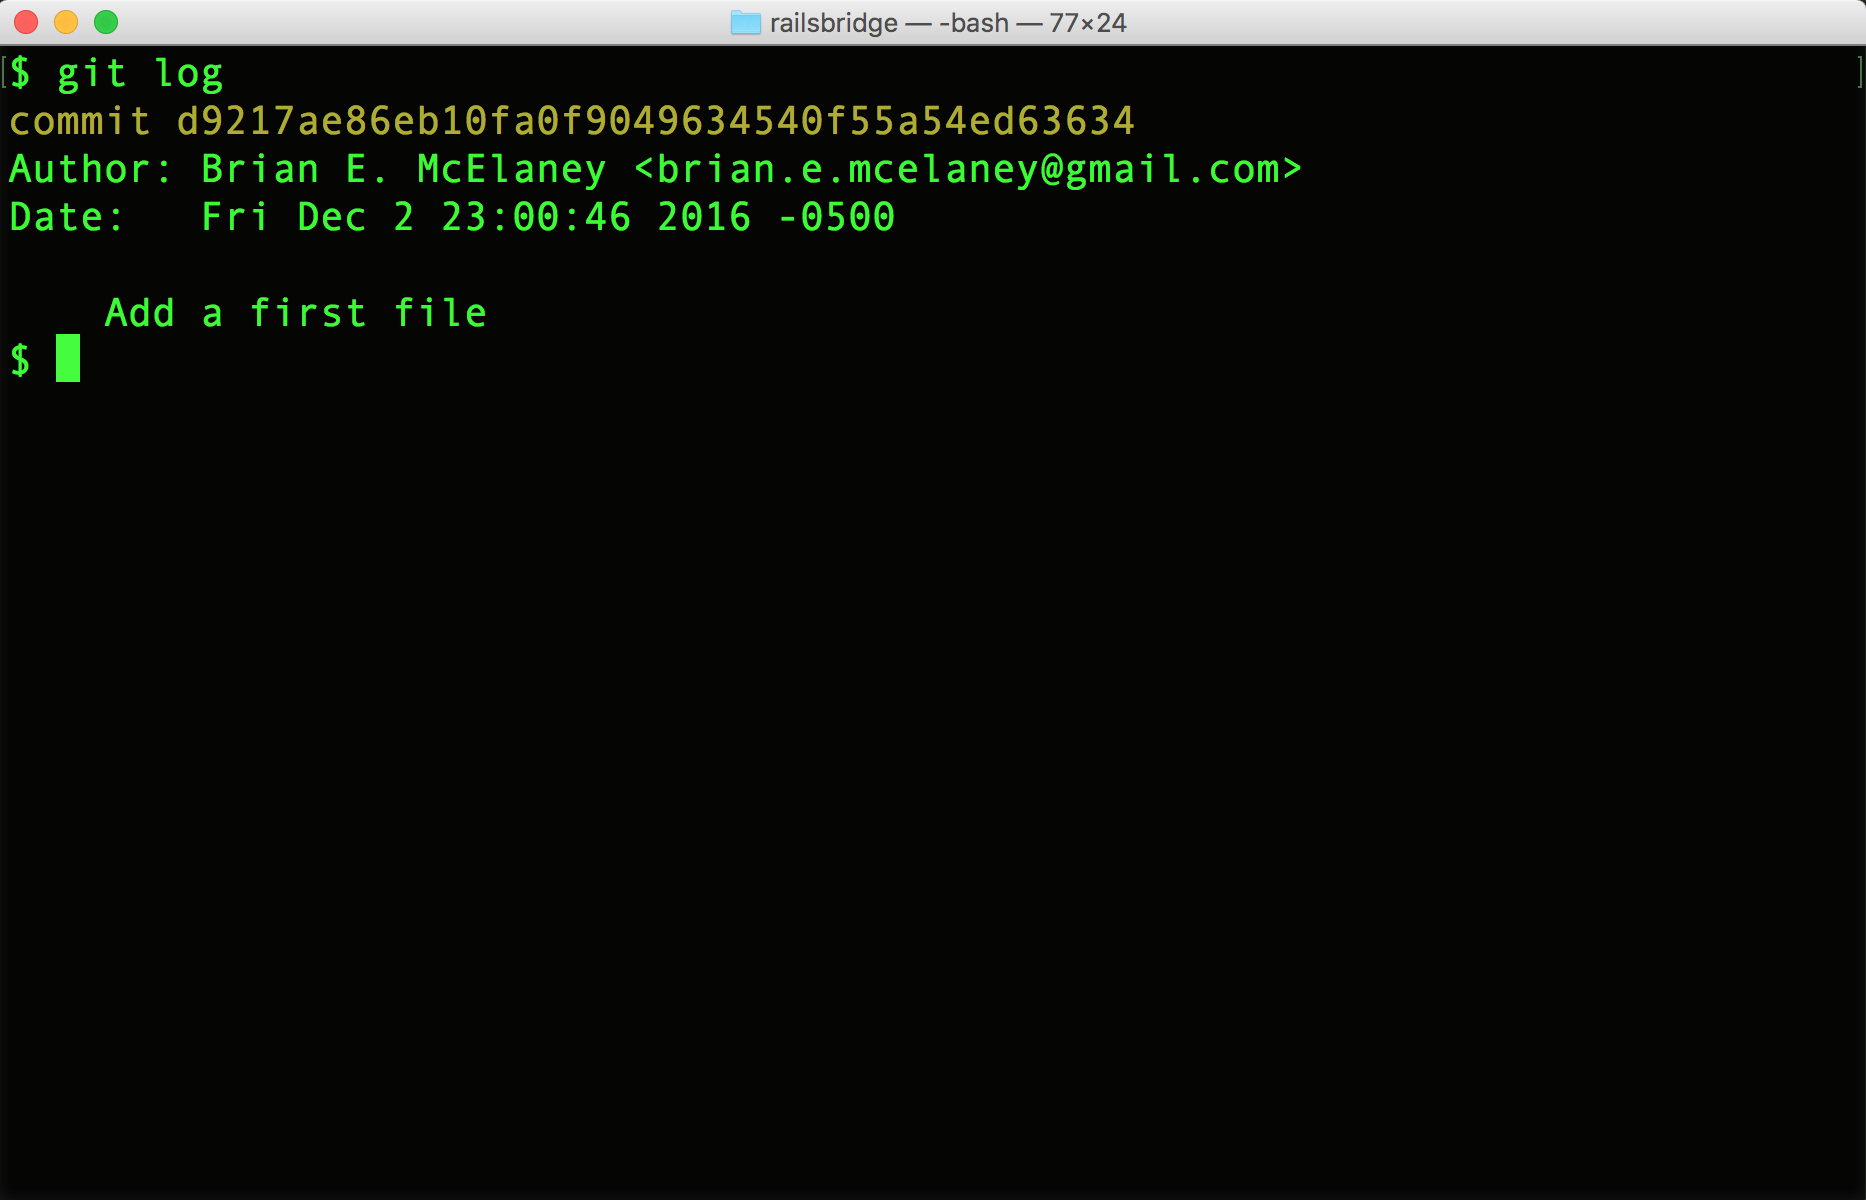 railsbridge — -bash — 77×24
$ git log
commit d9217ae86eb10fa0f9049634540f55a54ed63634
Author: Brian E. McElaney <brian.e.mcelaney@gmail.com>
Date:   Fri Dec 2 23:00:46 2016 -0500

    Add a first file
$